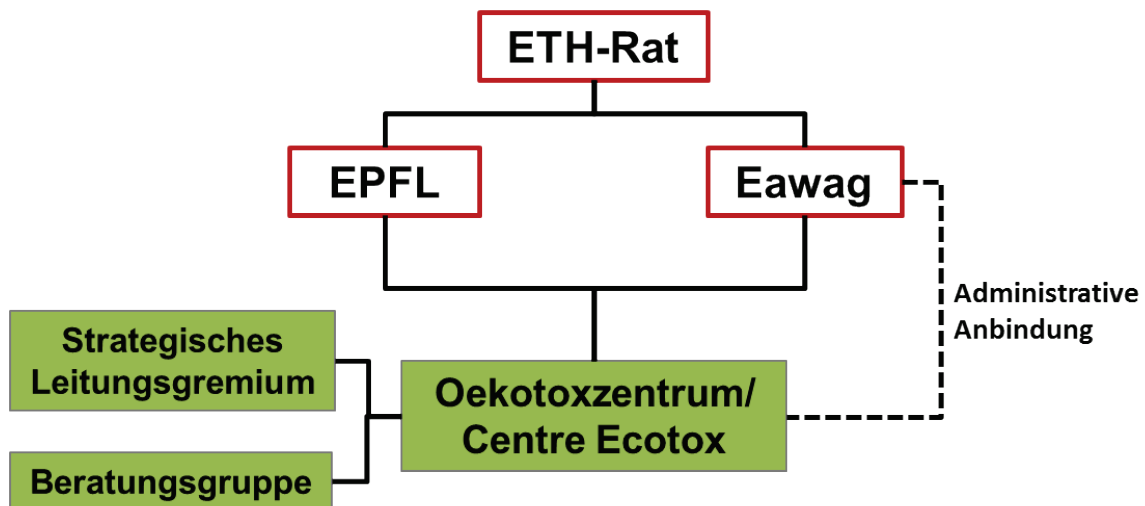 ETH-Rat
EPFL
Eawag
Administrative
Anbindung
Strategisches
Leitungsgremium
Oekotoxzentrum/
Centre Ecotox
Beratungsgruppe